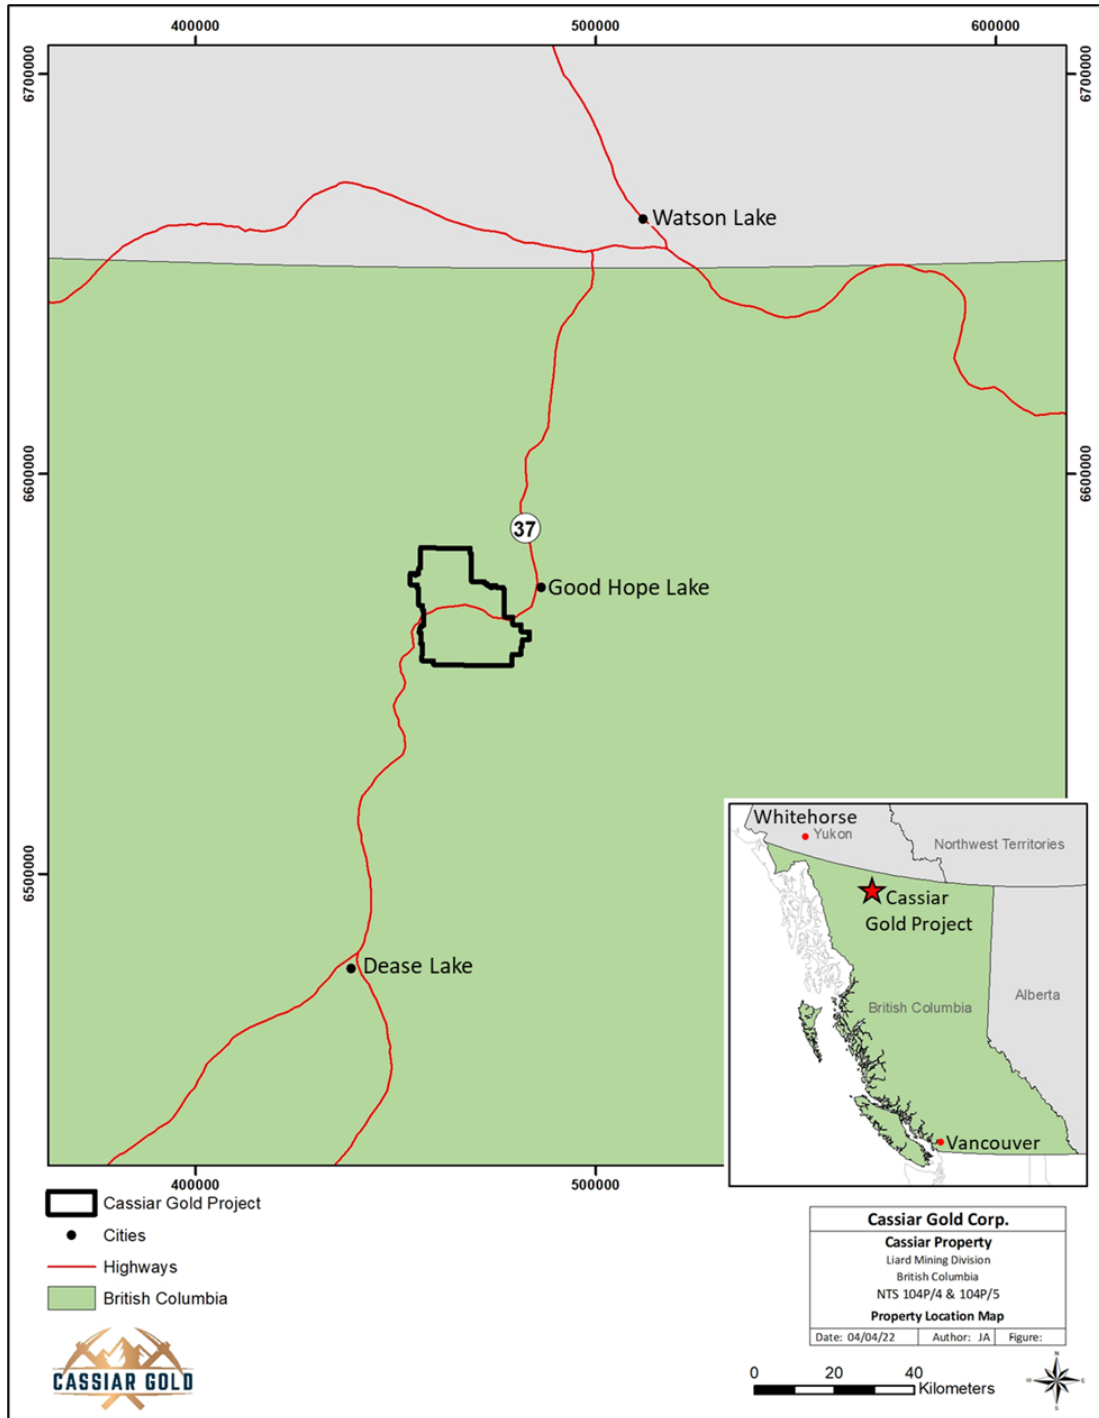 400000
500000
600000
6700000
6700000
Watson Lake
6600000
6600000
37
Good Hope Lake
6500000
Dease Lake
Whitehorse
Yukon
Northwest Territories
Cassiar
Gold Project
British Columbia
Alberta
Vancouver
400000
500000
Cassiar Gold Project
Cities
Highways
British Columbia
Cassiar Gold Corp.
Cassiar Property
Liard Mining Division
British Columbia
NTS 104P/4 & 104P/5
Property Location Map
Date: 04/04/22
Author: JA
Figure:
CASSIAR GOLD
0 20 40
Kilometers
N
W
E
S